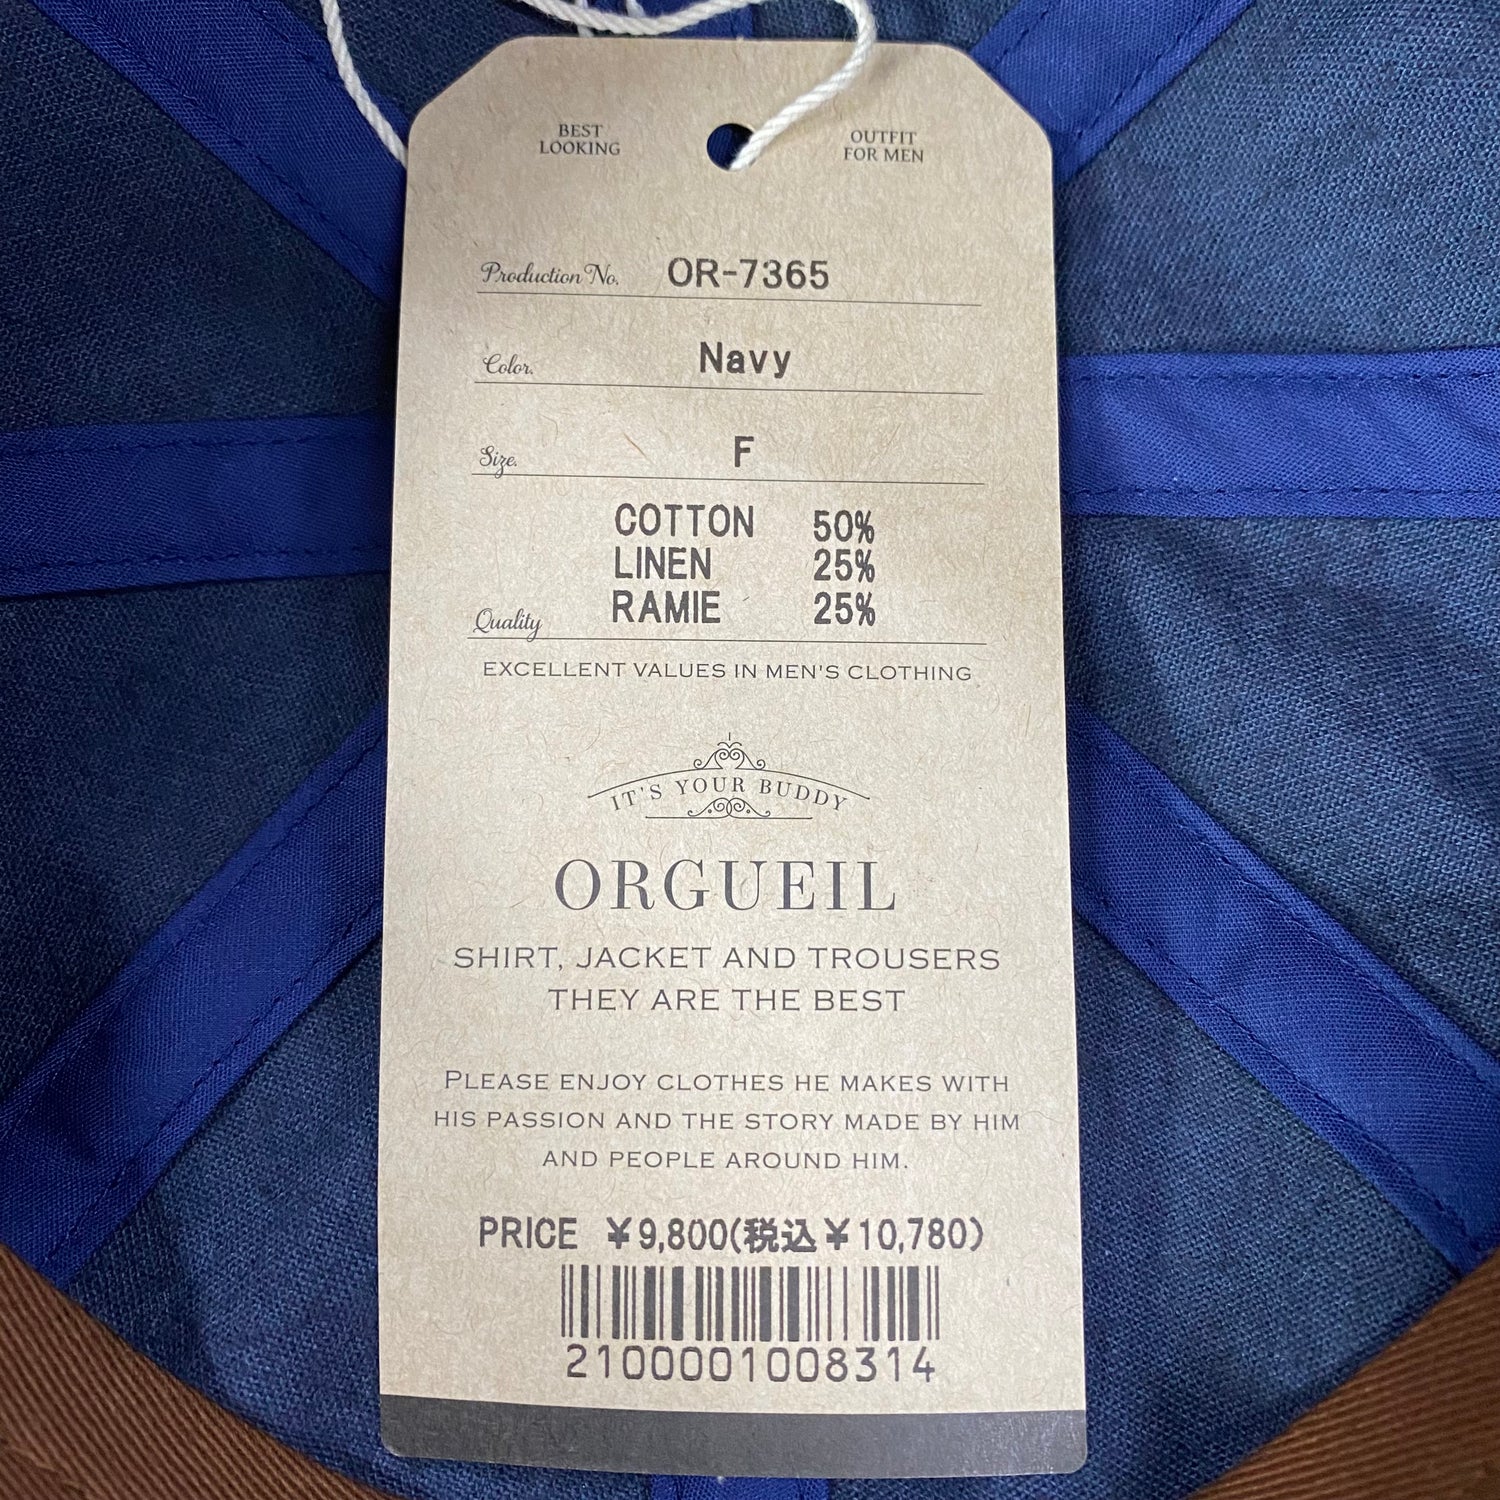 BEST
LOOKING
OUTFIT
FOR MEN
Production No. OR-7365
Color. Navy
Size. F
COTTON 50%
LINEN 25%
Quality RAMIE 25%
EXCELLENT VALUES IN MEN'S CLOTHING
IT'S YOUR BUDDY
ORGUEIL
SHIRT, JACKET AND TROUSERS
THEY ARE THE BEST
PLEASE ENJOY CLOTHES HE MAKES WITH
HIS PASSION AND THE STORY MADE BY HIM
AND PEOPLE AROUND HIM.
PRICE ¥9,800(税込¥10,780)
2100001008314